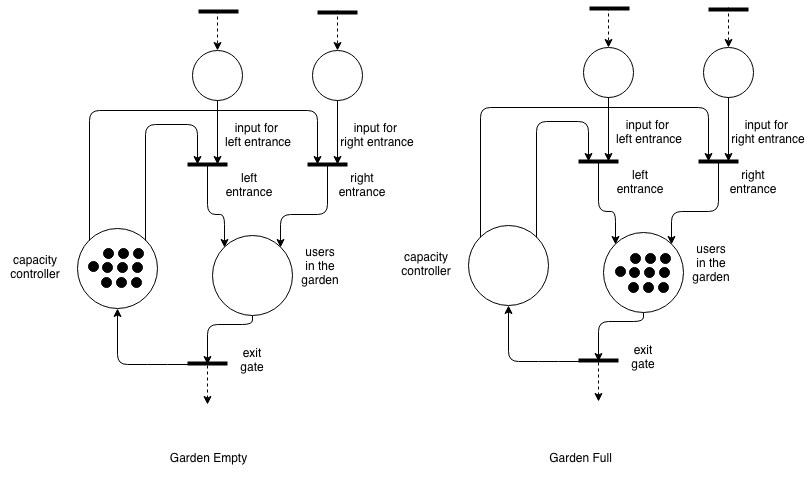 input for
left entrance
input for
right entrance
left
entrance
right
entrance
capacity
controller
users
in the
garden
exit
gate
Garden Empty
input for
left entrance
input for
right entrance
left
entrance
right
entrance
capacity
controller
users
in the
garden
exit
gate
Garden Full